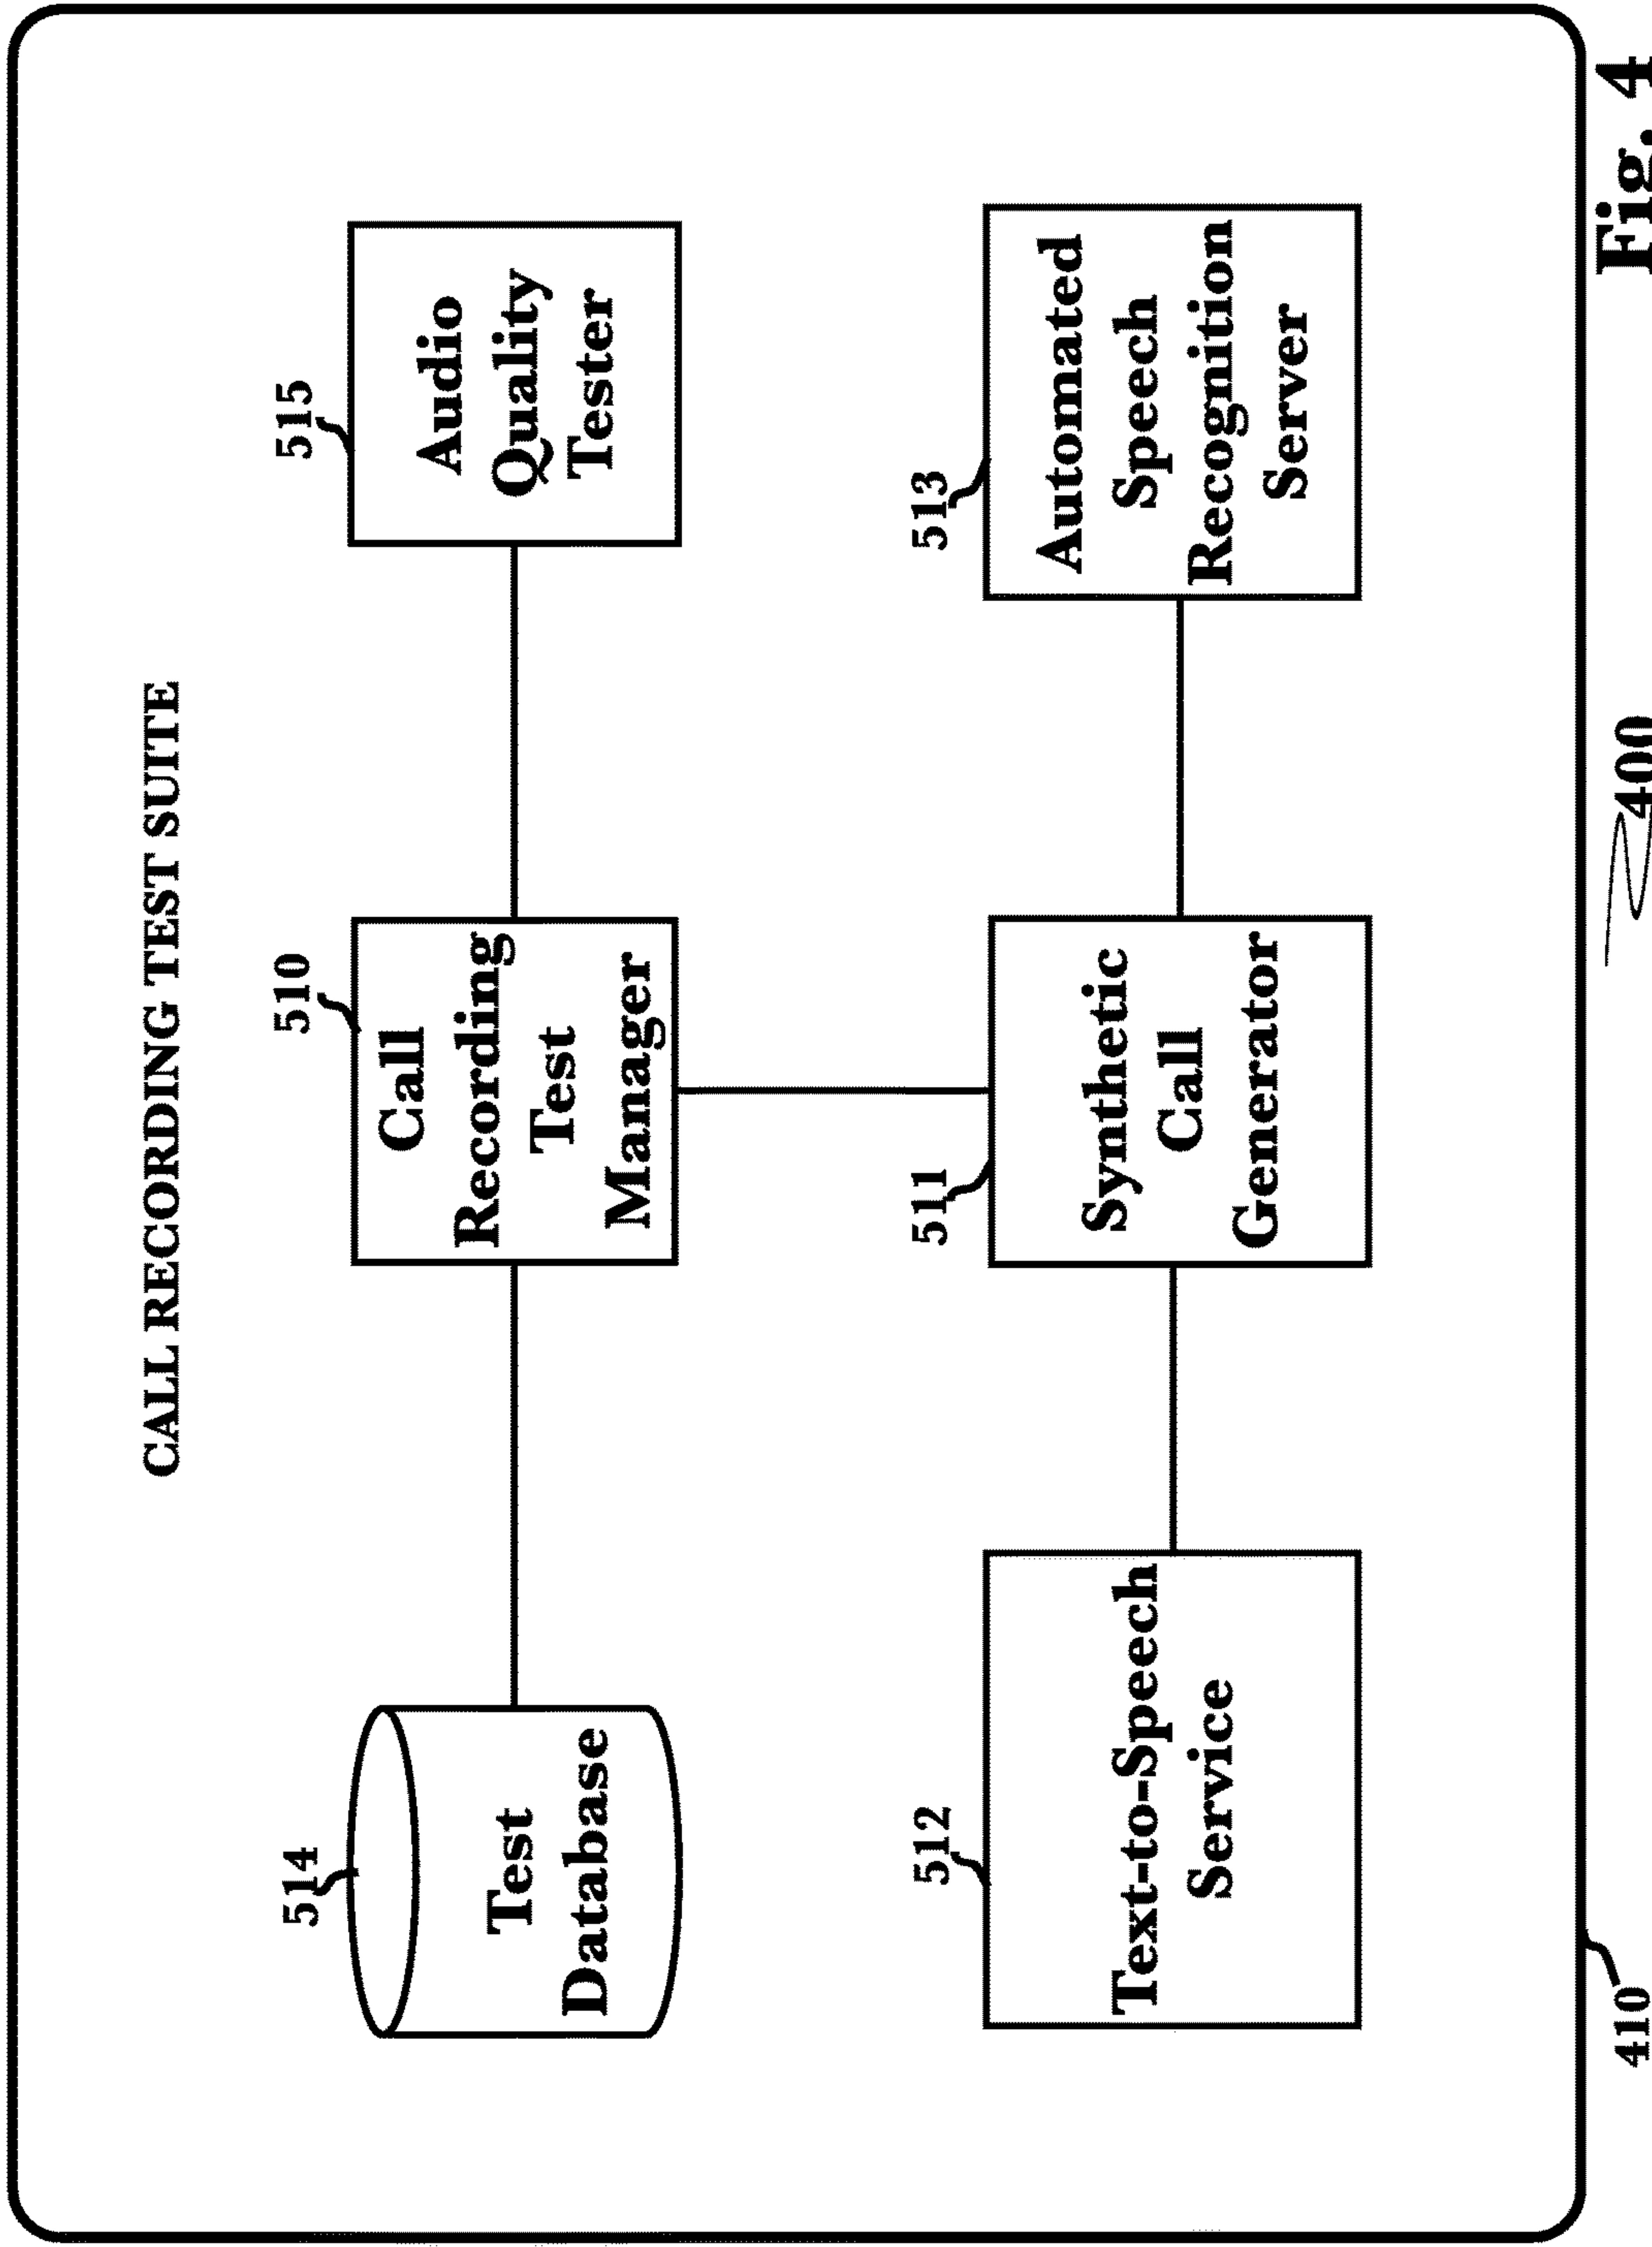 CALL RECORDING TEST SUITE
514
Test
Database
510
Call
Recording
Test
Manager
515
Audio
Quality
Tester
512
Text-to-Speech
Service
511
Synthetic
Call
Generator
513
Automated
Speech
Recognition
Server
410
400
Fig. 4